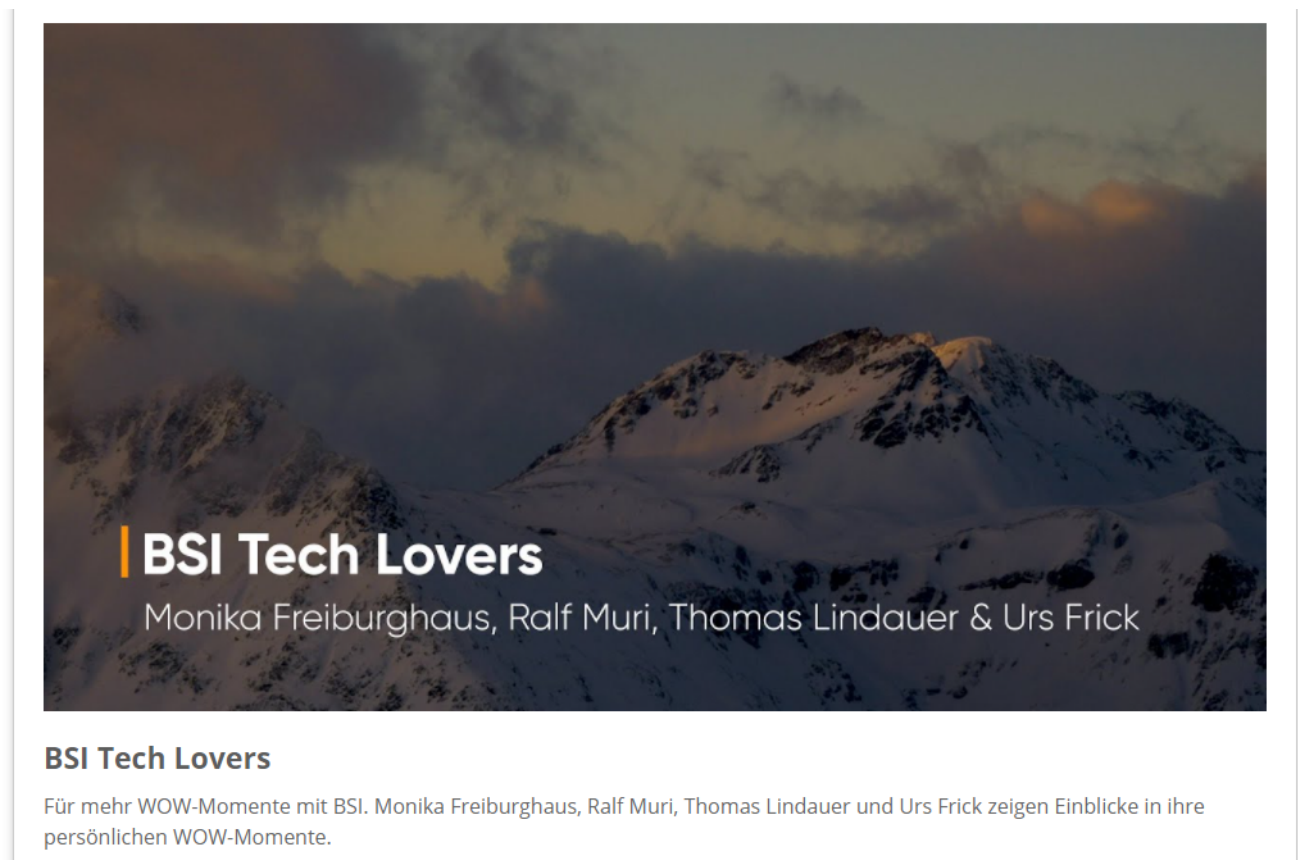 BSI Tech Lovers
Monika Freiburghaus, Ralf Muri, Thomas Lindauer & Urs Frick
BSI Tech Lovers
Für mehr WOW-Momente mit BSI. Monika Freiburghaus, Ralf Muri, Thomas Lindauer und Urs Frick zeigen Einblicke in ihre
persönlichen WOW-Momente.